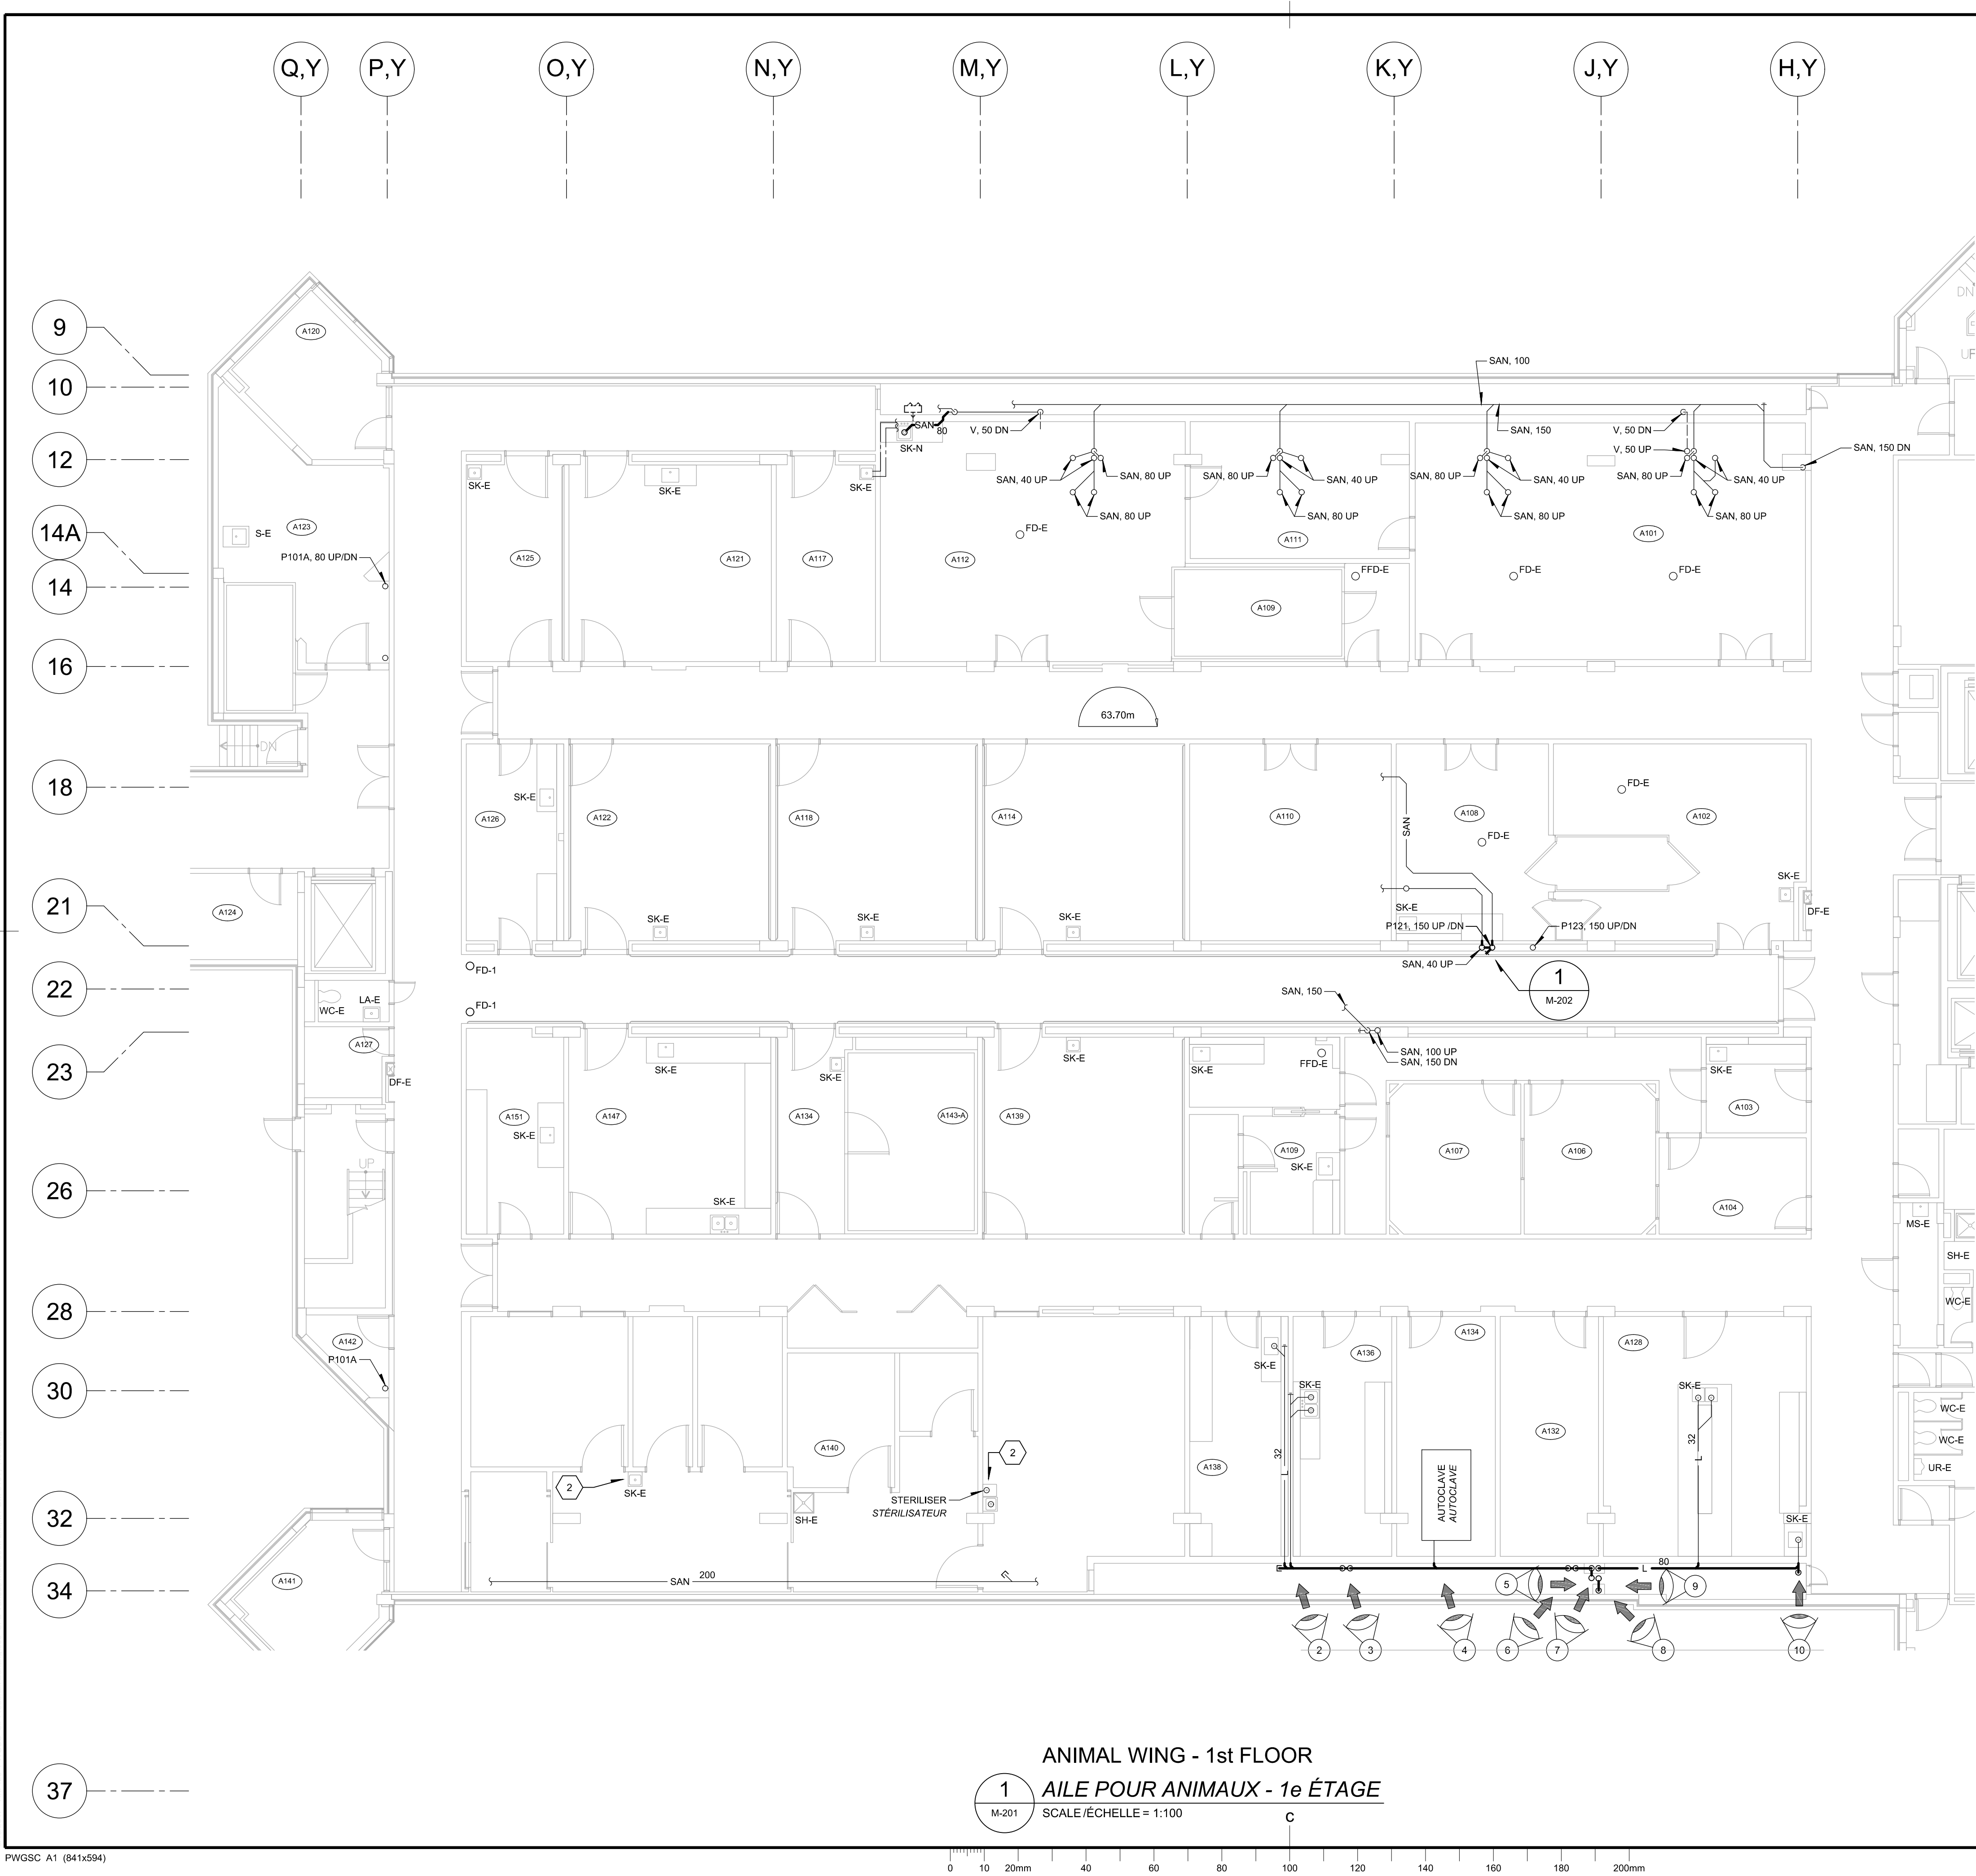 Q,Y P,Y O,Y N,Y M,Y L,Y K,Y J,Y H,Y
DN
UP
9
A120
SAN, 100
10
SAN
80
V, 50 DN
SAN, 150
V, 50 DN
SK-N
V, 50 UP
SAN, 150 DN
12
SK-E
SK-E
SK-E
SAN, 40 UP
SAN, 80 UP
SAN, 80 UP
SAN, 40 UP
SAN, 80 UP
SAN, 40 UP
SAN, 80 UP
SAN, 40 UP
SAN, 80 UP
SAN, 80 UP
SAN, 80 UP
SAN, 80 UP
14A
A123
S-E
FD-E
A111
A101
P101A, 80 UP/DN
A125
A121
A117
A112
FFD-E
FD-E
FD-E
14
A109
16
63.70m
DN
18
FD-E
SK-E
A126
A122
A118
A114
A110
A108
A102
SAN
FD-E
SK-E
21
A124
SK-E
SK-E
SK-E
SK-E
DF-E
P121, 150 UP /DN
P123, 150 UP/DN
FD-1
SAN, 40 UP
1
M-202
22
WC-E
LA-E
FD-1
SAN, 150
23
A127
SAN, 100 UP
SAN, 150 DN
SK-E
SK-E
SK-E
SK-E
FFD-E
SK-E
DF-E
A151
A147
A134
A143-A
A139
A103
SK-E
A109
A107
A106
UP
SK-E
26
SK-E
A104
MS-E
SH-E
28
WC-E
A142
A134
A128
P101A
A136
SK-E
30
SK-E
SK-E
WC-E
A132
WC-E
A140
2
32
L
32
L
A138
UR-E
2
SK-E
STERILISER
STÉRILISATEUR
AUTOCLAVE
AUTOCLAVE
32
SH-E
SK-E
34
A141
SAN
200
L
80
5
9
2
3
4
6
7
8
10
37
ANIMAL WING - 1st FLOOR
1
M-201
AILE POUR ANIMAUX - 1e ÉTAGE
SCALE/ÉCHELLE = 1:100
C
PWGSC A1 (841x594)
0 10 20mm 40 60 80 100 120 140 160 180 200mm